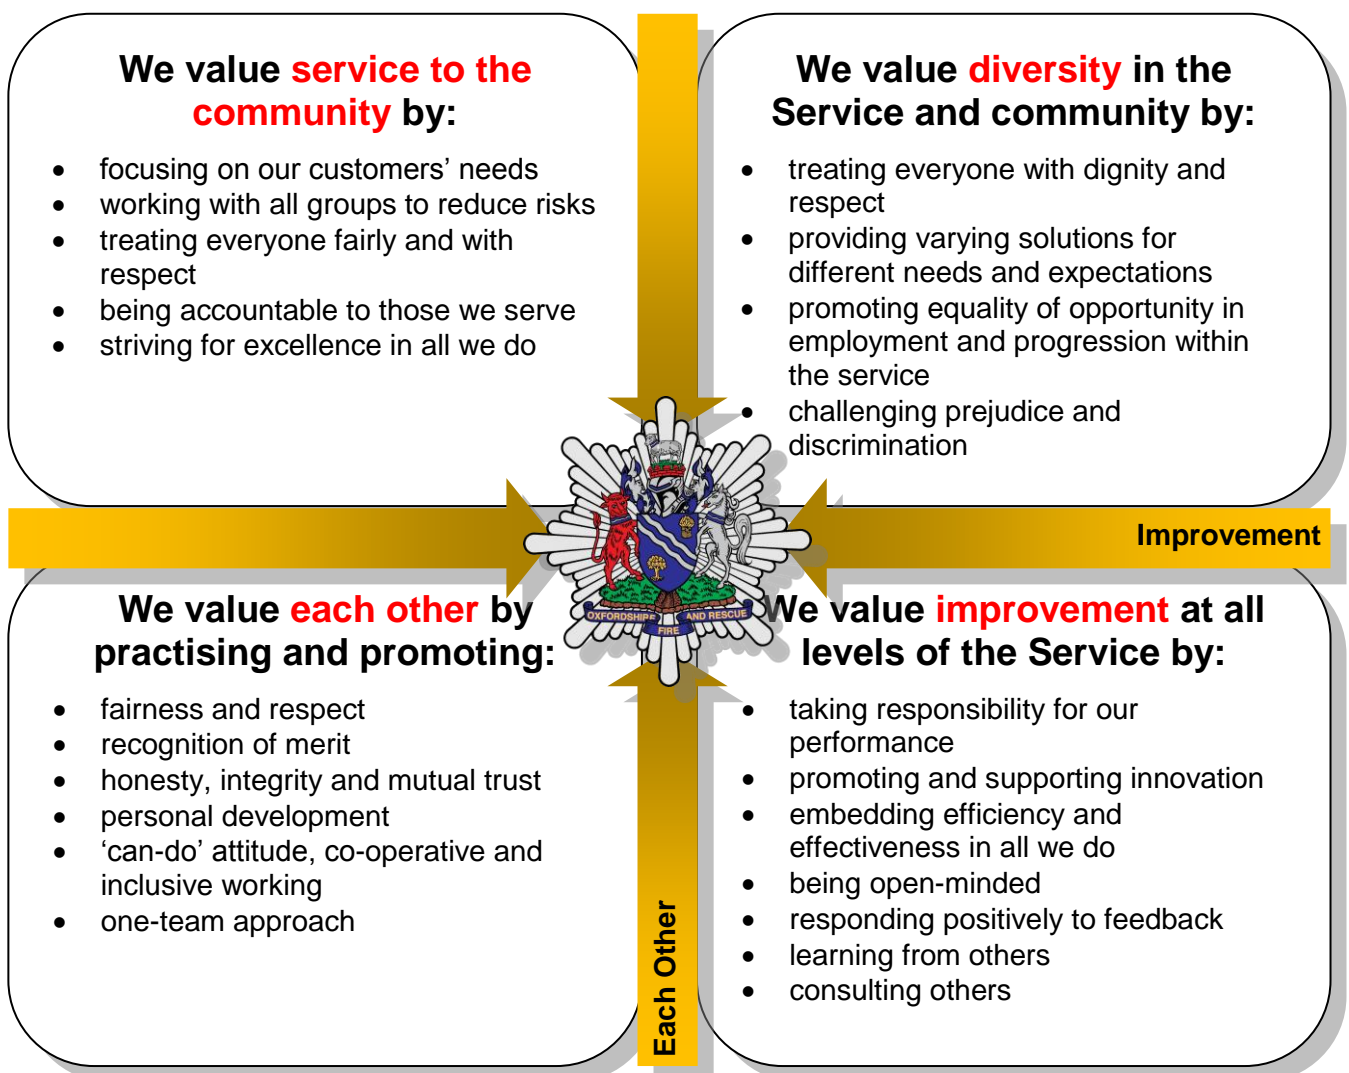 We value service to the
community by:
• focusing on our customers’ needs
• working with all groups to reduce risks
• treating everyone fairly and with
respect
• being accountable to those we serve
• striving for excellence in all we do
We value diversity in the
Service and community by:
• treating everyone with dignity and
respect
• providing varying solutions for
different needs and expectations
• promoting equality of opportunity in
employment and progression within
the service
• challenging prejudice and
discrimination
Improvement
OXFORDSHIRE FIRE AND RESCUE
We value each other by
practising and promoting:
• fairness and respect
• recognition of merit
• honesty, integrity and mutual trust
• personal development
• ‘can-do’ attitude, co-operative and
inclusive working
• one-team approach
Each Other
We value improvement at all
levels of the Service by:
• taking responsibility for our
performance
• promoting and supporting innovation
• embedding efficiency and
effectiveness in all we do
• being open-minded
• responding positively to feedback
• learning from others
• consulting others